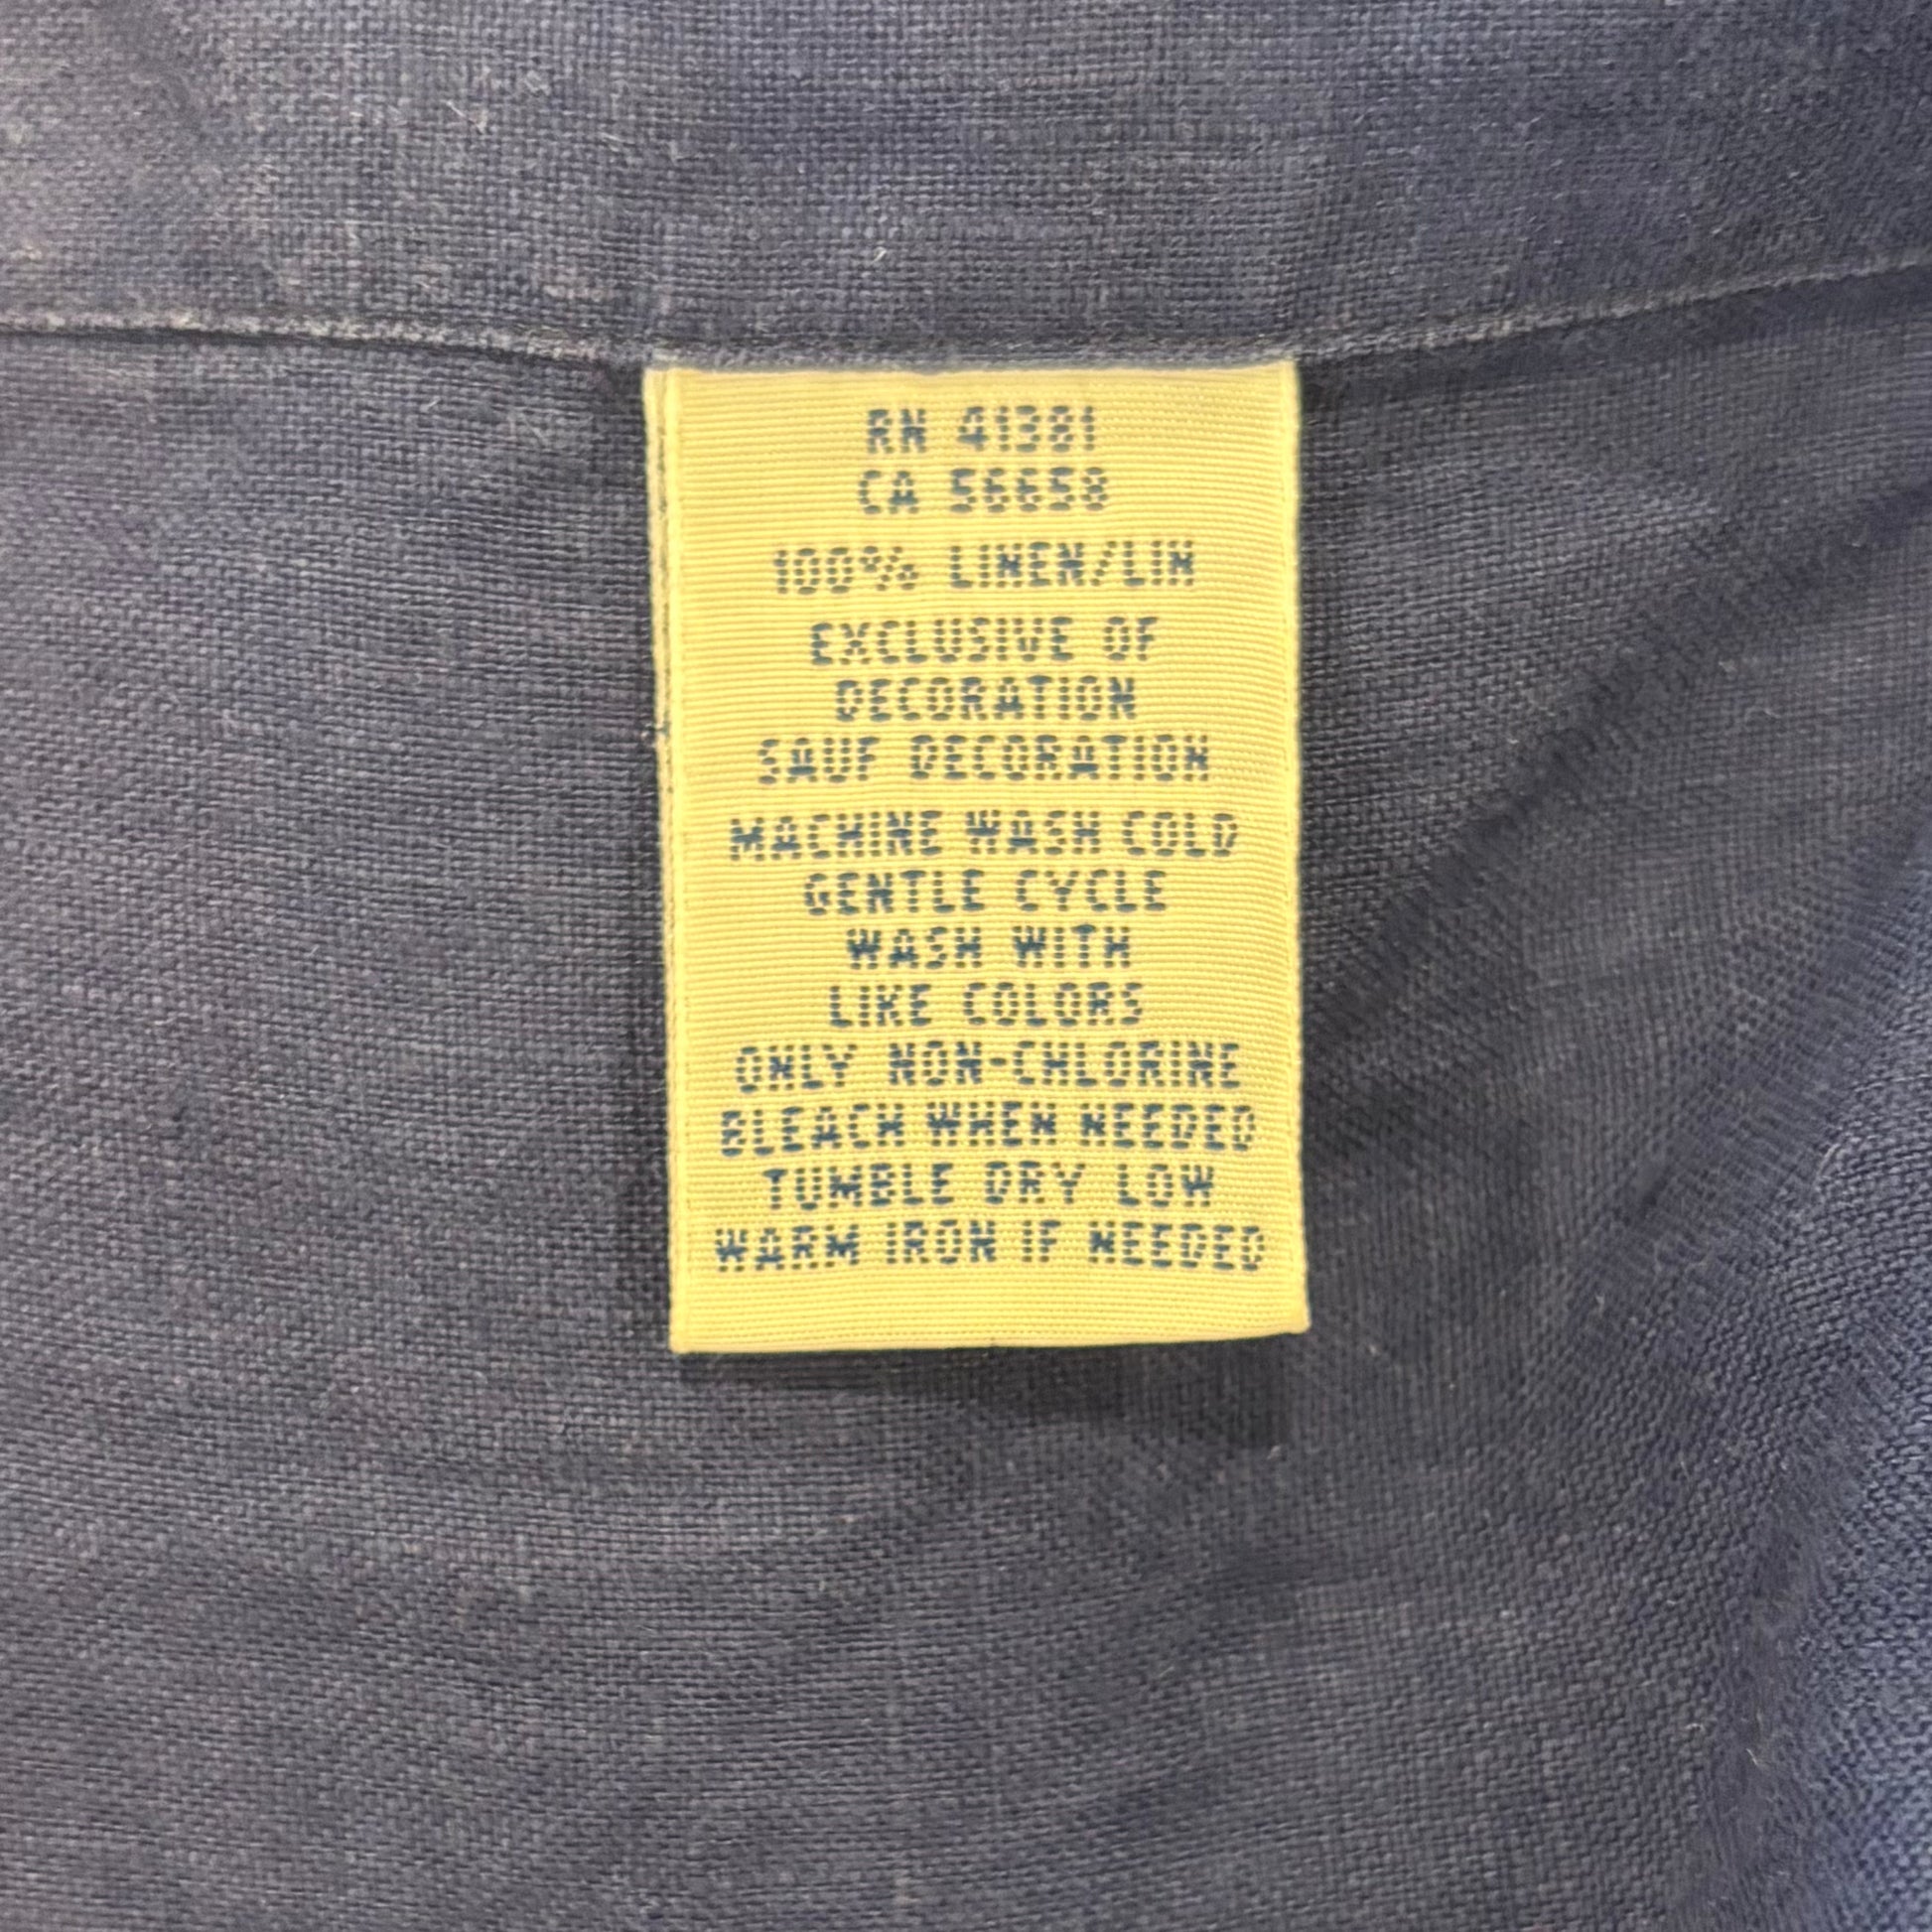 RN 41381
CA 56658
100% LINEN/LIN
EXCLUSIVE OF
DECORATION
SAUF DECORATION
MACHINE WASH COLD
GENTLE CYCLE
WASH WITH
LIKE COLORS
ONLY NON-CHLORINE
BLEACH WHEN NEEDED
TUMBLE DRY LOW
WARM IRON IF NEEDED